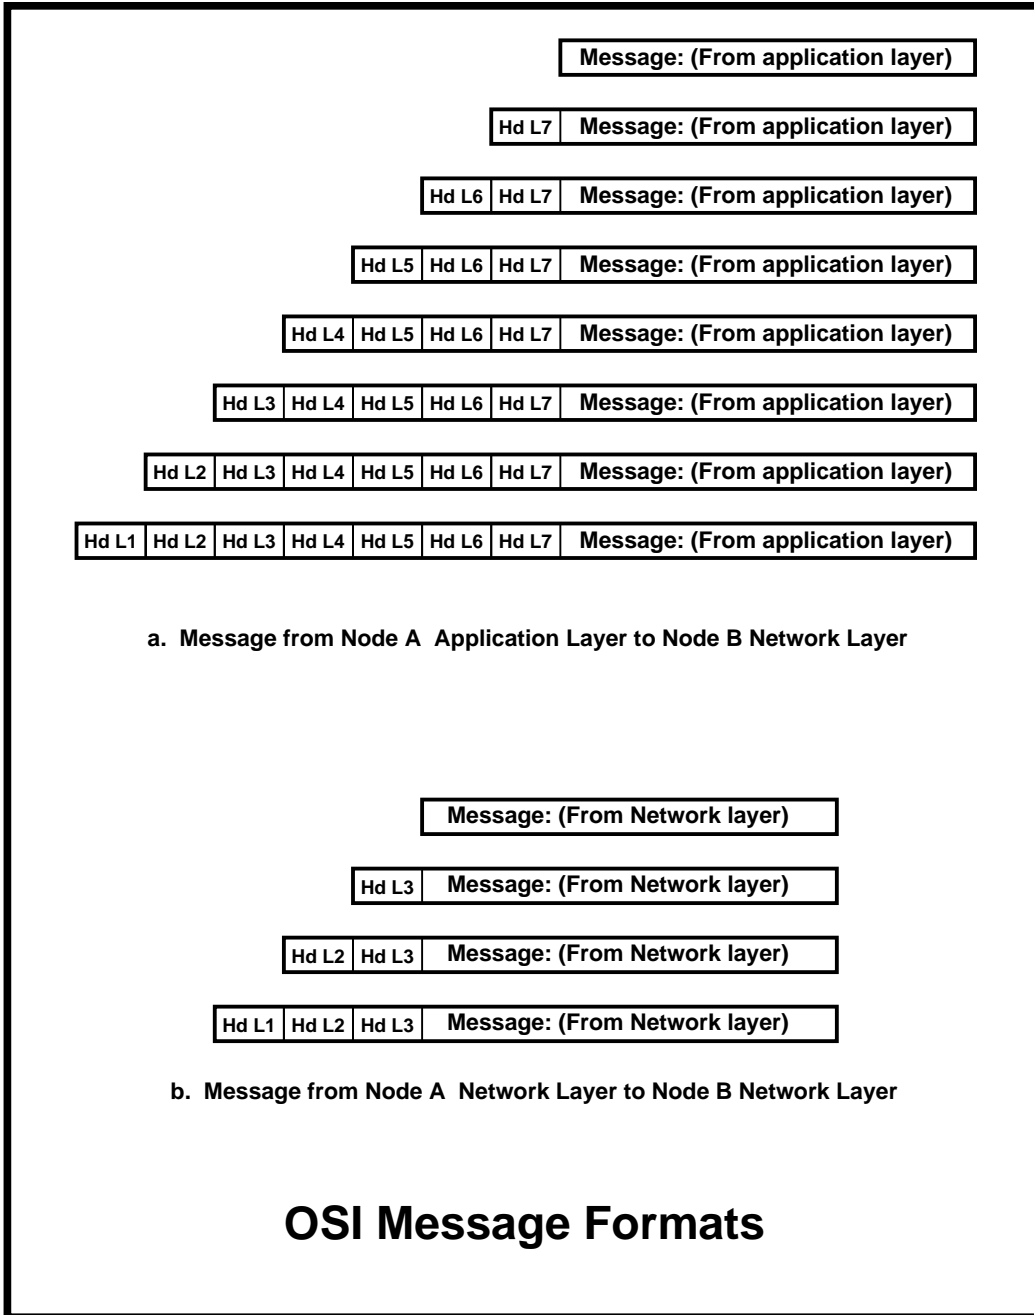 Message: (From application layer)
Hd L7 Message: (From application layer)
Hd L6 Hd L7 Message: (From application layer)
Hd L5 Hd L6 Hd L7 Message: (From application layer)
Hd L4 Hd L5 Hd L6 Hd L7 Message: (From application layer)
Hd L3 Hd L4 Hd L5 Hd L6 Hd L7 Message: (From application layer)
Hd L2 Hd L3 Hd L4 Hd L5 Hd L6 Hd L7 Message: (From application layer)
Hd L1 Hd L2 Hd L3 Hd L4 Hd L5 Hd L6 Hd L7 Message: (From application layer)
a. Message from Node A Application Layer to Node B Network Layer
Message: (From Network layer)
Hd L3 Message: (From Network layer)
Hd L2 Hd L3 Message: (From Network layer)
Hd L1 Hd L2 Hd L3 Message: (From Network layer)
b. Message from Node A Network Layer to Node B Network Layer
OSI Message Formats